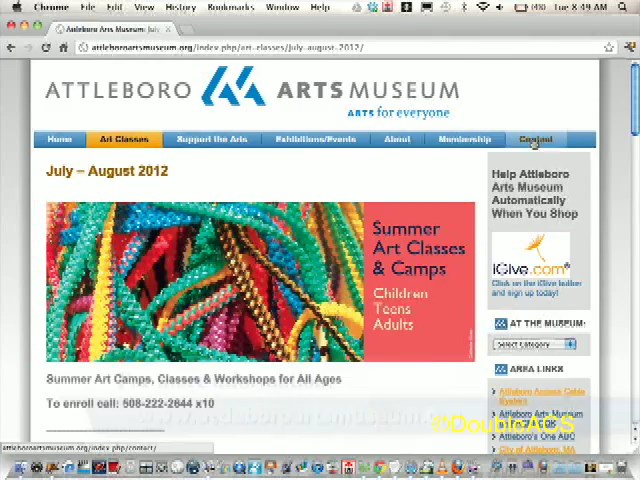 Chrome File Edit View History Bookmarks Window Help
Tue 8:49 AM
Attleboro Arts Museum: July
attleboroartsmuseum.org/index.php/art-classes/july-august-2012/
ATTLEBORO ARTS MUSEUM
ARTS for everyone
Home Art Classes Support the Arts Exhibitions/Events About Membership Contact
July – August 2012
Summer
Art Classes
& Camps
Children
Teens
Adults
Summer Art Camps, Classes & Workshops for All Ages
To enroll call: 508-222-2644 x10
Help Attleboro
Arts Museum
Automatically
When You Shop
iGive.com®
Click on the iGive button
and sign up today!
AT THE MUSEUM:
Select Category
AREA LINKS
Attleboro Access Cable
System
Attleboro Arts Museum
Attleboro's One ABC
City of Attleboro, MA
©DoubleACS
attleboroartsmuseum.org/index.php/contact/